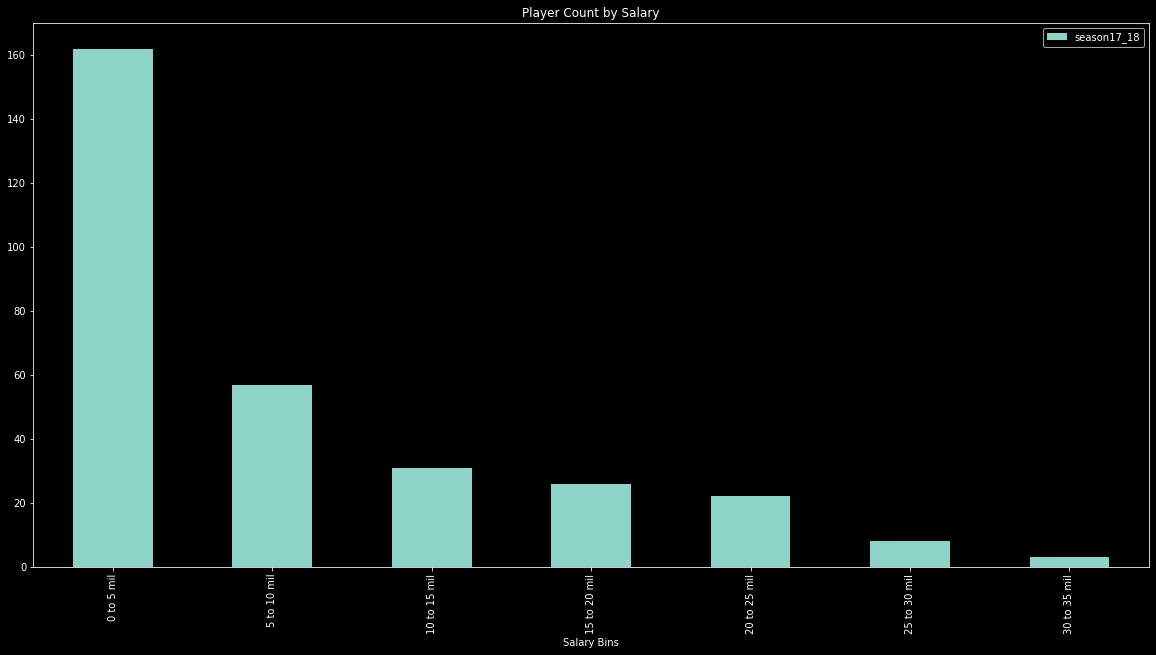 Player Count by Salary
season17_18
160
140
120
100
80
60
40
20
0
0 to 5 mil
5 to 10 mil
10 to 15 mil
15 to 20 mil
20 to 25 mil
25 to 30 mil
30 to 35 mil
Salary Bins